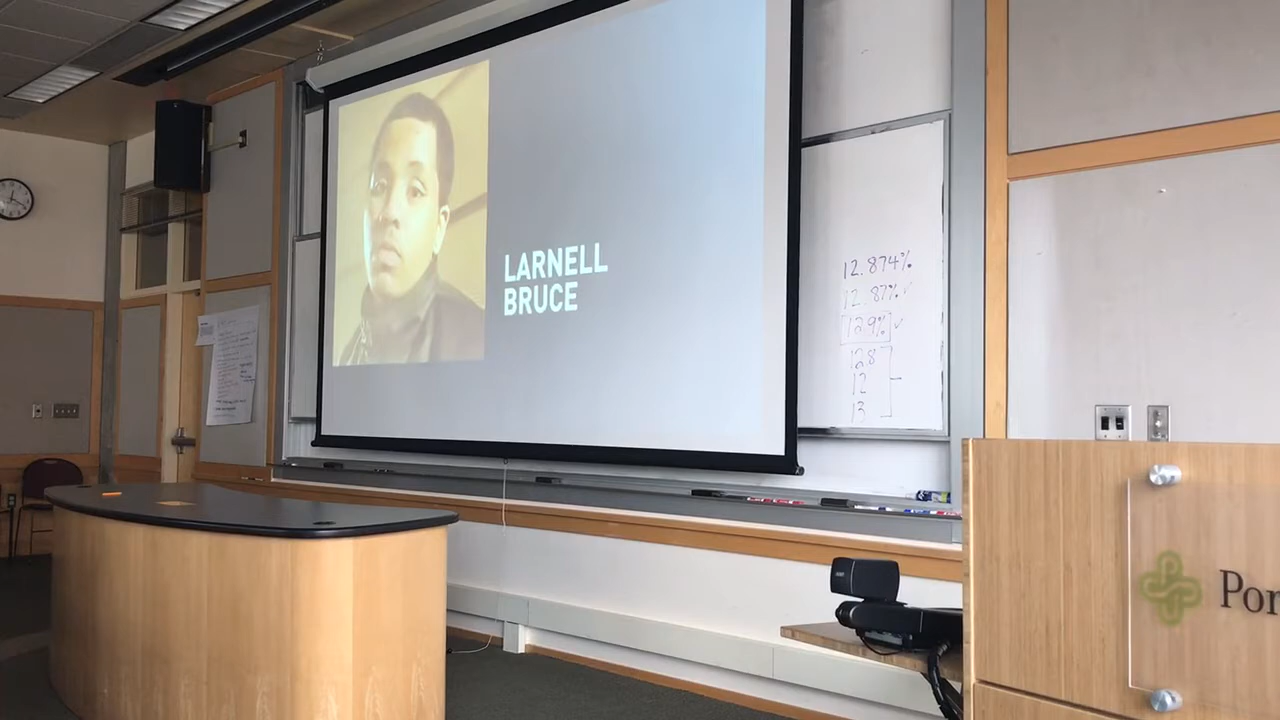 LARNELL
BRUCE
12.874%
12.87% ✓
12.9% ✓
12.8
12
13
Por